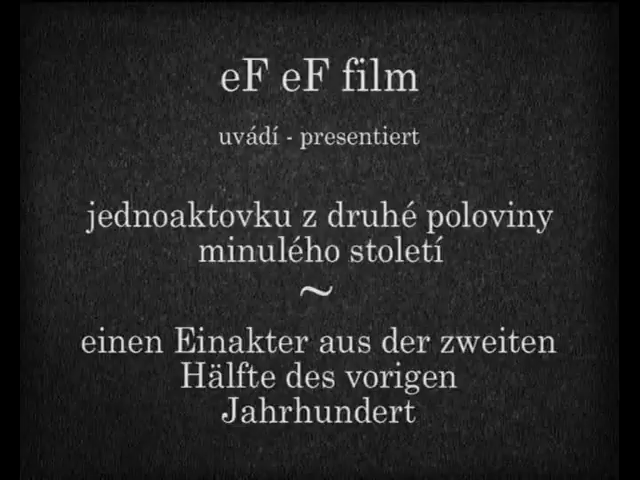 eF eF film
uvádí - presentiert
jednoaktovku z druhé poloviny
minulého století
~
einen Einakter aus der zweiten
Hälfte des vorigen
Jahrhundert